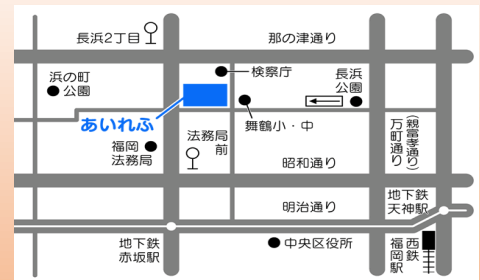 長浜2丁目
那の津通り
検察庁
浜の町
公園
長浜
公園
あいれふ
舞鶴小・中
福岡
法務局
法務局
前
(親富孝通り)
万町通り
昭和通り
地下鉄
天神駅
明治通り
地下鉄
赤坂駅
中央区役所
西鉄
福岡駅